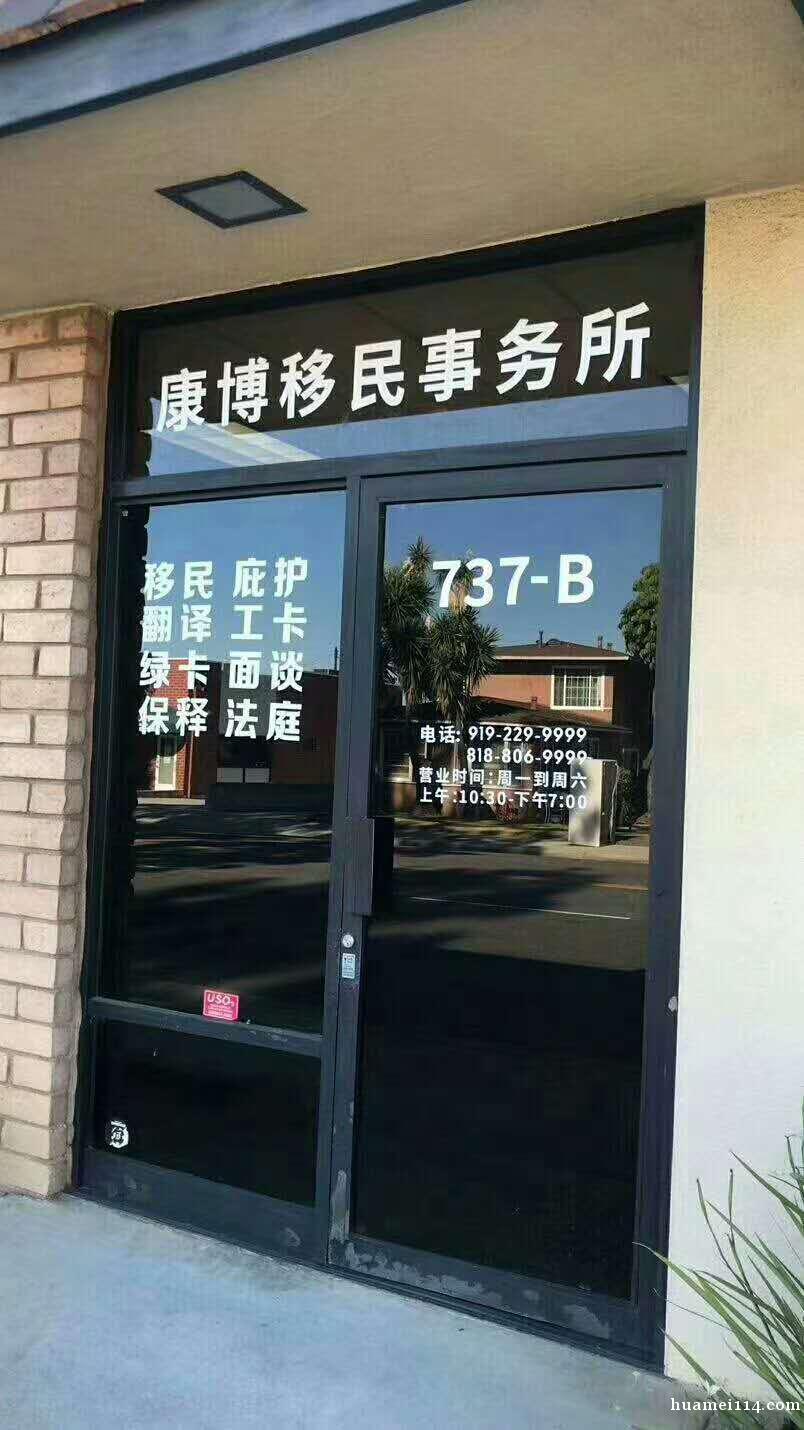 康博移民事务所
移民 庇护
翻译 工卡
绿卡 面谈
保释 法庭
737-B
电话: 919-229-9999
818-806-9999
营业时间:周一到周六
上午:10:30-下午7:00
huamei114.com